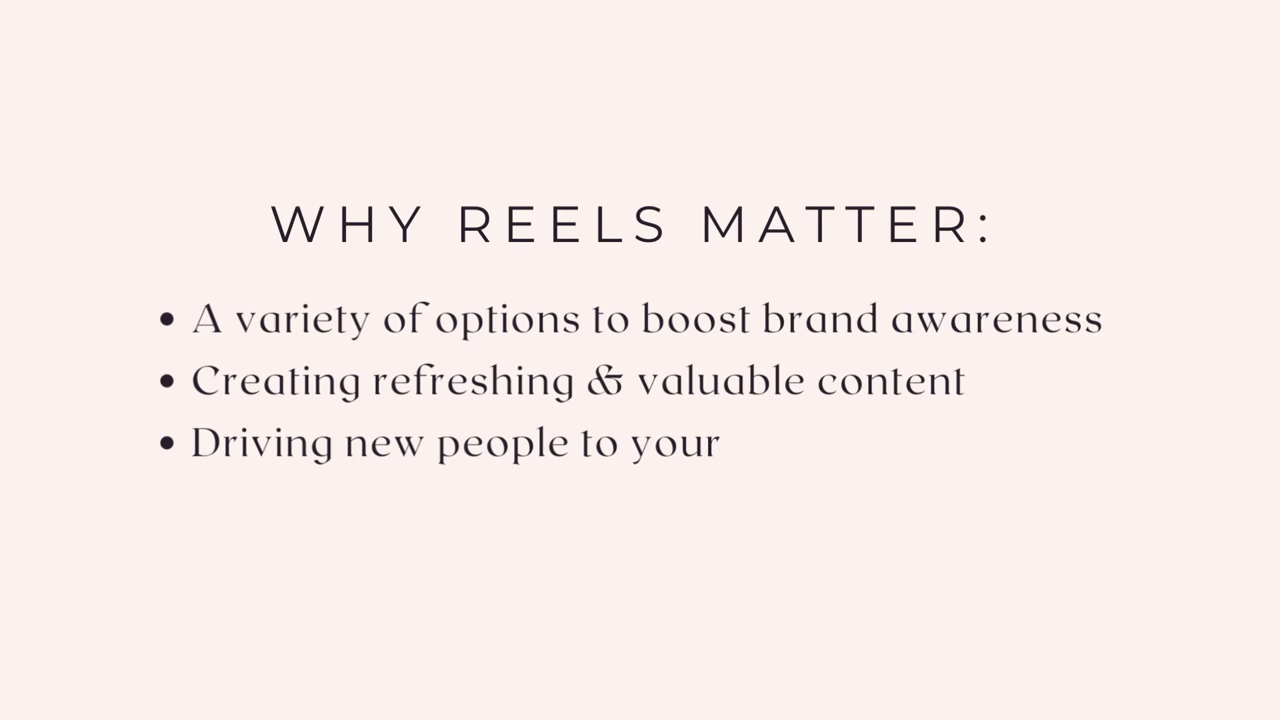 WHY REELS MATTER:
• A variety of options to boost brand awareness
• Creating refreshing & valuable content
• Driving new people to your